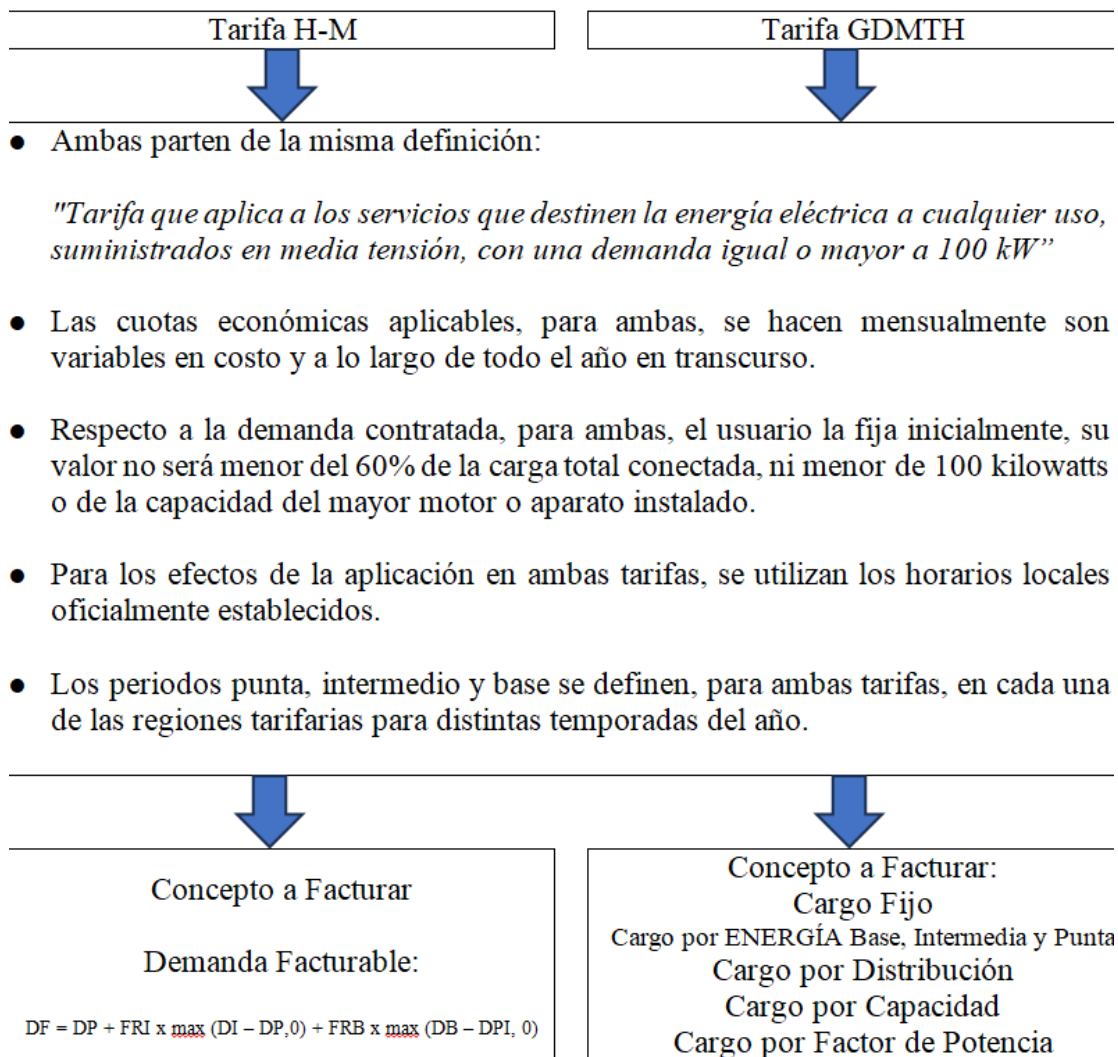 Tarifa H-M
Tarifa GDMTH
● Ambas parten de la misma definición:
"Tarifa que aplica a los servicios que destinen la energía eléctrica a cualquier uso,
suministrados en media tensión, con una demanda igual o mayor a 100 kW”
● Las cuotas económicas aplicables, para ambas, se hacen mensualmente son
variables en costo y a lo largo de todo el año en transcurso.
● Respecto a la demanda contratada, para ambas, el usuario la fija inicialmente, su
valor no será menor del 60% de la carga total conectada, ni menor de 100 kilowatts
o de la capacidad del mayor motor o aparato instalado.
● Para los efectos de la aplicación en ambas tarifas, se utilizan los horarios locales
oficialmente establecidos.
● Los periodos punta, intermedio y base se definen, para ambas tarifas, en cada una
de las regiones tarifarias para distintas temporadas del año.
Concepto a Facturar
Demanda Facturable:
DF = DP + FRI x max (DI – DP,0) + FRB x max (DB – DPI, 0)
Concepto a Facturar:
Cargo Fijo
Cargo por ENERGÍA Base, Intermedia y Punta
Cargo por Distribución
Cargo por Capacidad
Cargo por Factor de Potencia